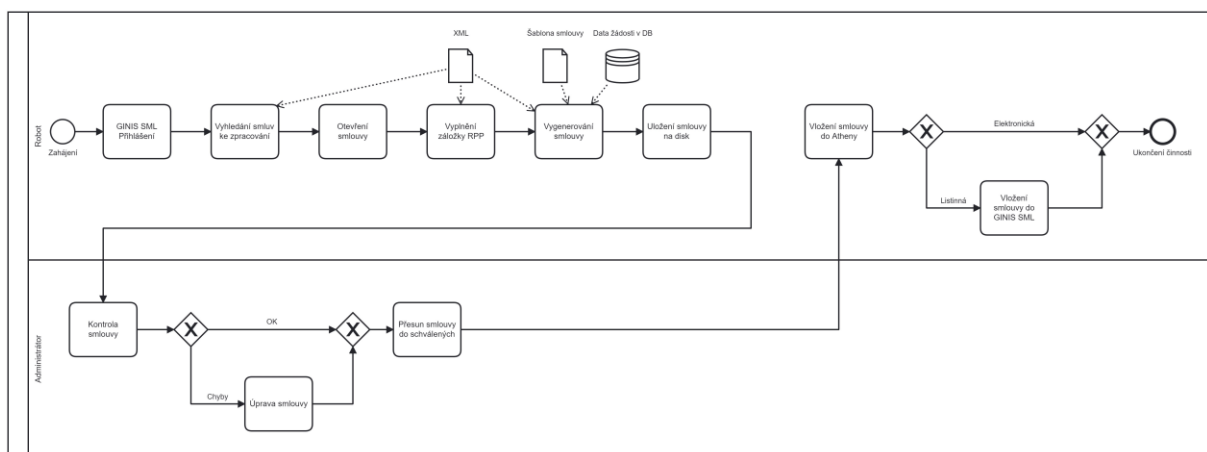 XML
Šablona smlouvy
Data žádosti v DB
Robot
Zahájení
GINIS SML
Přihlášení
Vyhledání smluv
ke zpracování
Otevření
smlouvy
Vyplnění
záložky RPP
Vygenerování
smlouvy
Uložení smlouvy
na disk
Vložení smlouvy
do Atheny
X
Elektronická
X
Ukončení činnosti
Listinná
Vložení
smlouvy do
GINIS SML
Administrátor
Kontrola
smlouvy
X
OK
X
Přesun smlouvy
do schválených
Chyby
Úprava smlouvy